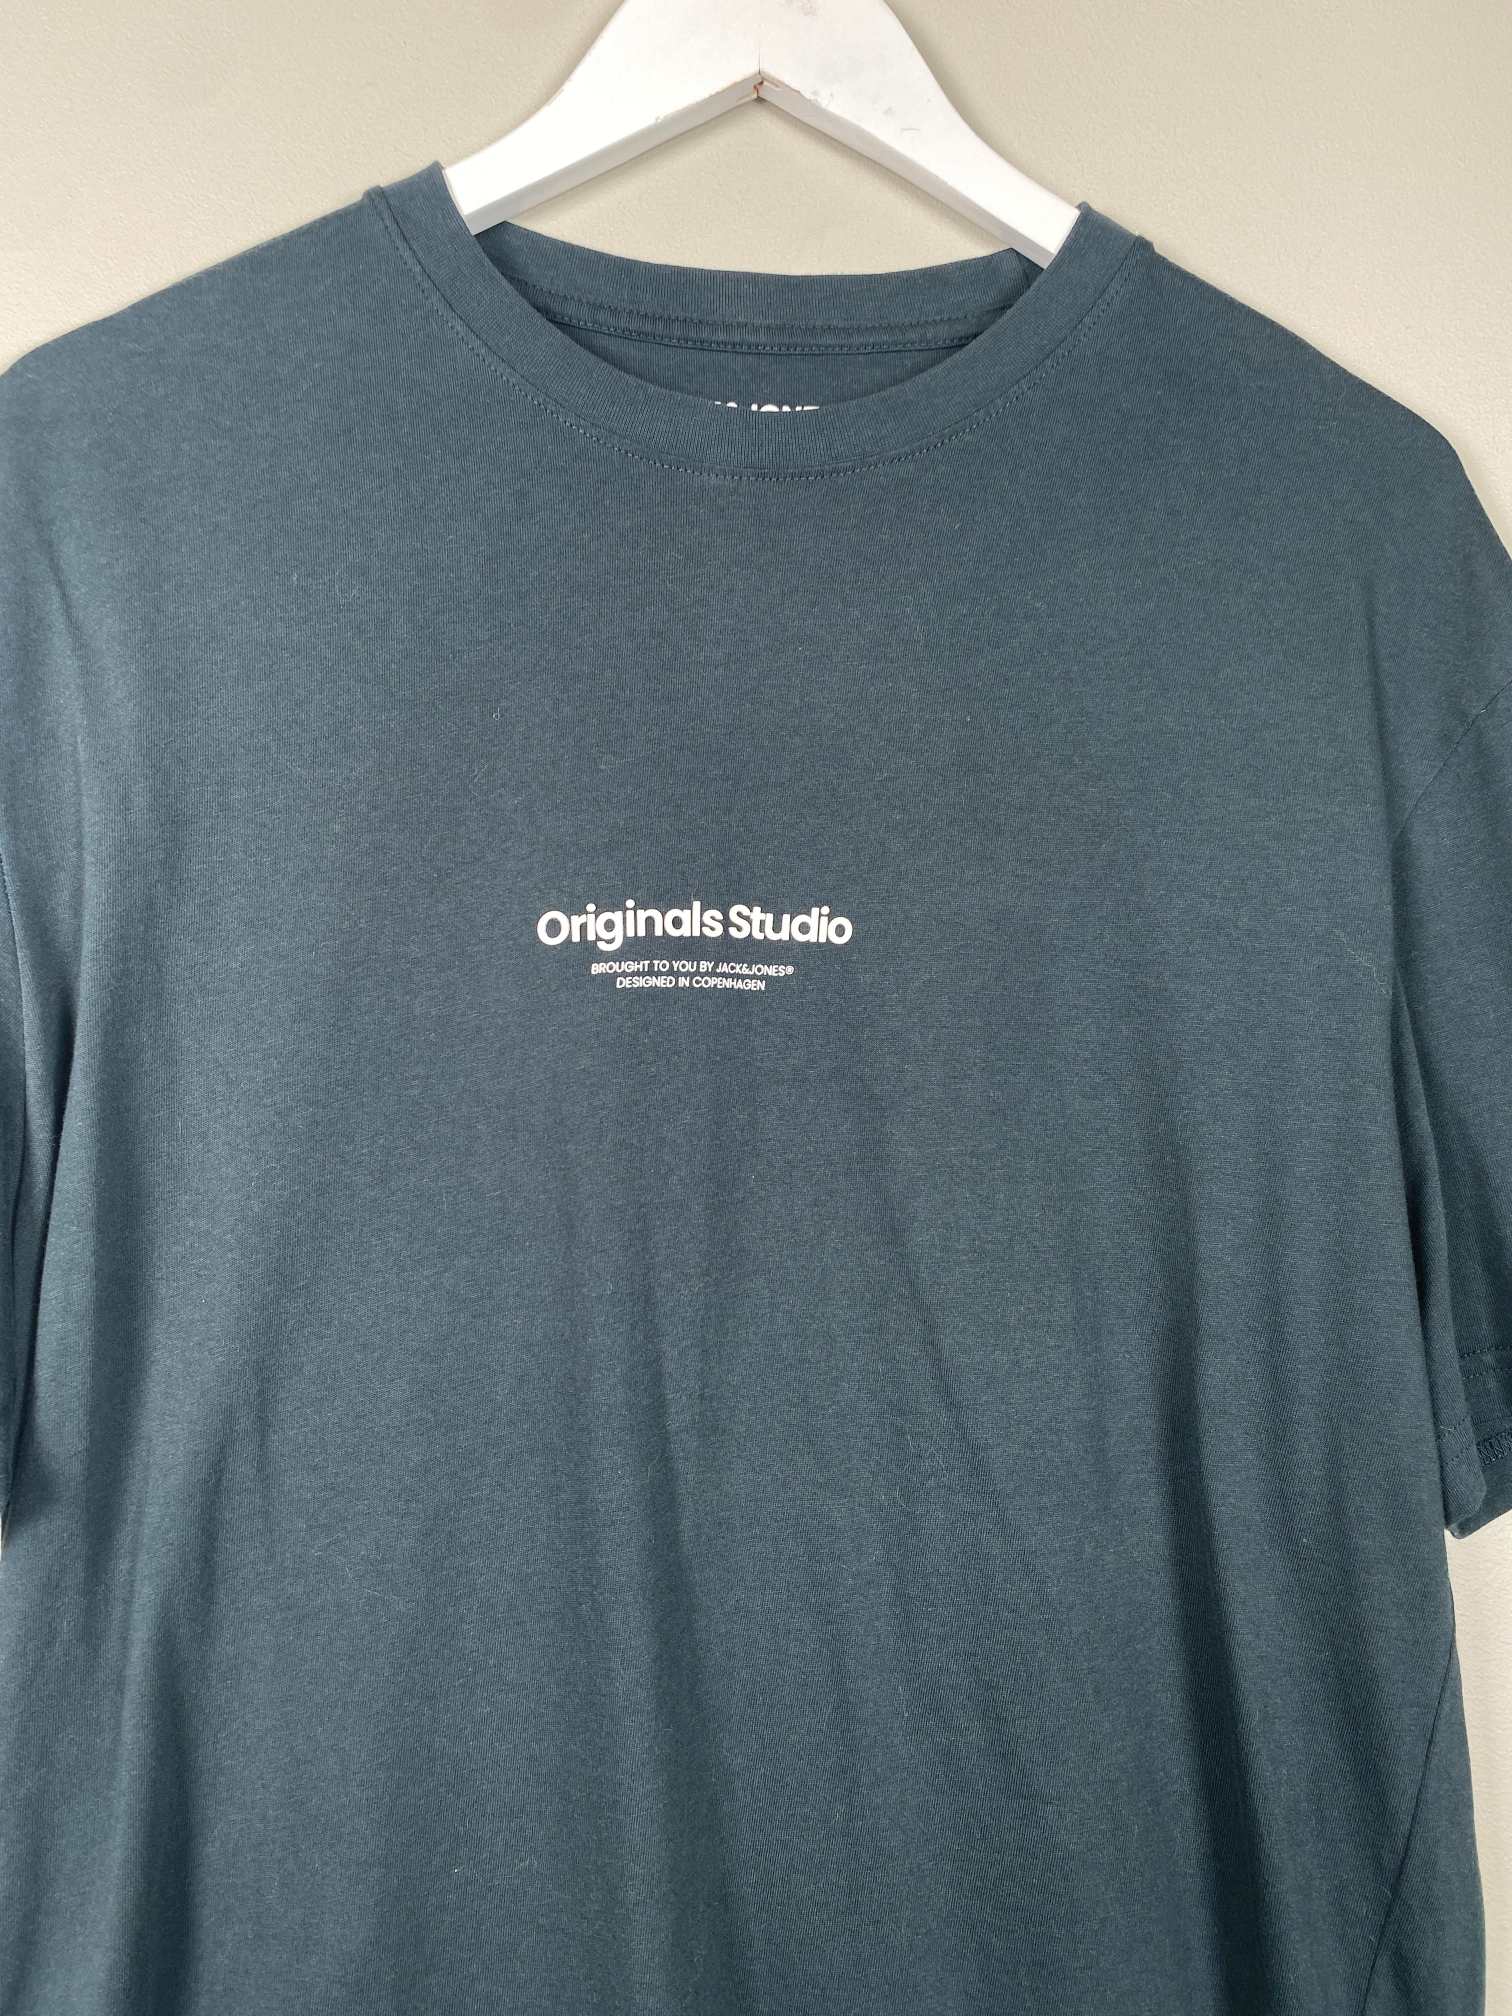 Originals Studio
BROUGHT TO YOU BY JACK&JONES®
DESIGNED IN COPENHAGEN